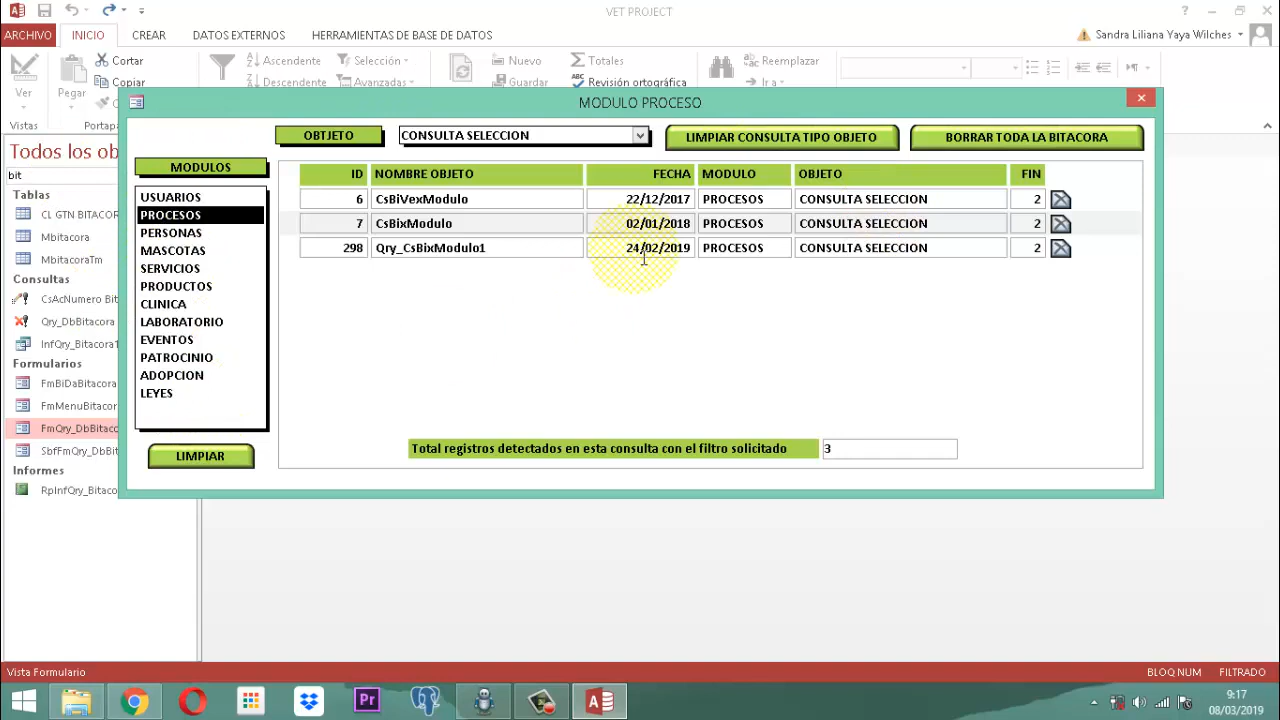 VET PROJECT
ARCHIVO INICIO CREAR DATOS EXTERNOS HERRAMIENTAS DE BASE DE DATOS Sandra Liliana Yaya Wilches
Ver
Pegar
Cortar
Copiar
Ascendente
Descendente
Selección
Avanzadas
Nuevo
Guardar
Totales
Revisión ortográfica
Reemplazar
Ir a
Vistas
MODULO PROCESO
Todos los ob
bit
Tablas
CL GTN BITACOR
Mbitacora
MbitacoraTm
Consultas
CsAcNumero Bit
Qry_DbBitacora
InfQry_Bitacora
Formularios
FmBiDaBitacora
FmMenuBitacor
FmQry_DbBitaco
SbfFmQry_DbBit
Informes
RpInfQry_Bitaco
OBTJETO CONSULTA SELECCION LIMPIAR CONSULTA TIPO OBJETO BORRAR TODA LA BITACORA
MODULOS
USUARIOS
PROCESOS
PERSONAS
MASCOTAS
SERVICIOS
PRODUCTOS
CLINICA
LABORATORIO
EVENTOS
PATROCINIO
ADOPCION
LEYES
LIMPIAR
ID NOMBRE OBJETO FECHA MODULO OBJETO FIN
6 CsBiVexModulo 22/12/2017 PROCESOS CONSULTA SELECCION 2
7 CsBixModulo 02/01/2018 PROCESOS CONSULTA SELECCION 2
298 Qry_CsBixModulo1 24/02/2019 PROCESOS CONSULTA SELECCION 2
Total registros detectados en esta consulta con el filtro solicitado 3
Vista Formulario BLOQ NUM FILTRADO
9:17
08/03/2019